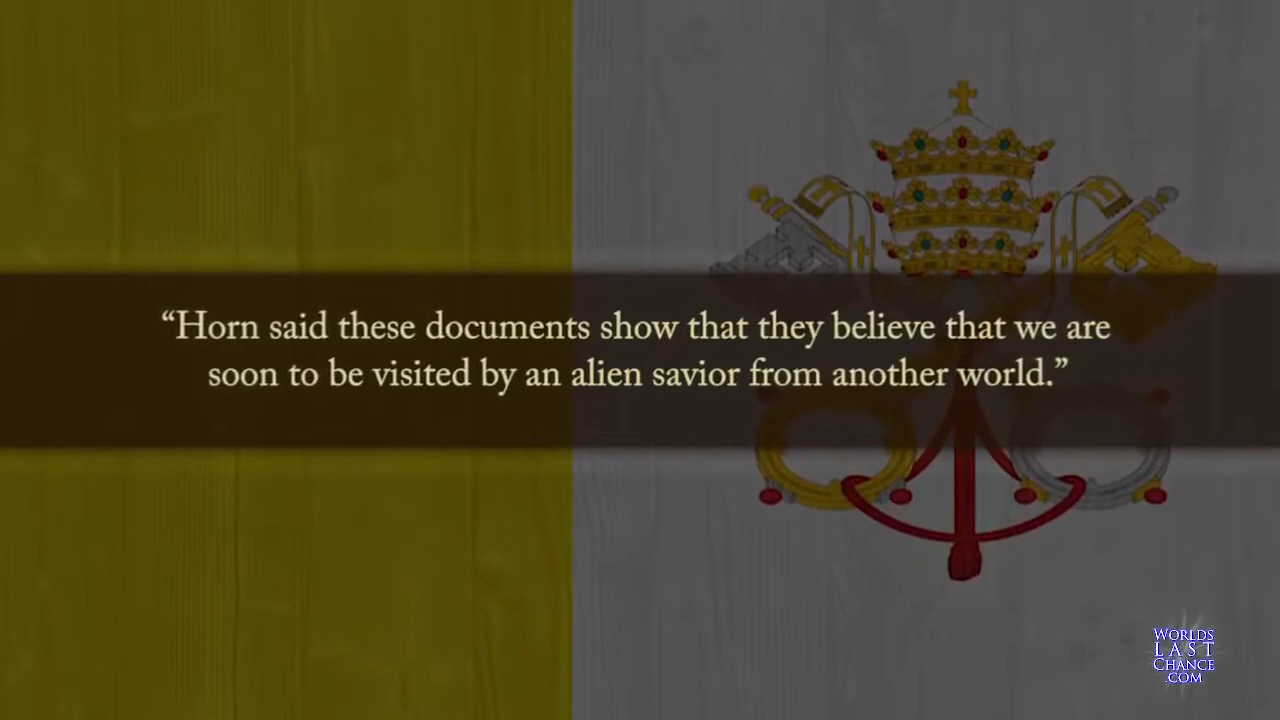 “Horn said these documents show that they believe that we are
soon to be visited by an alien savior from another world.”
WORLDS
LAST
CHANCE
.COM